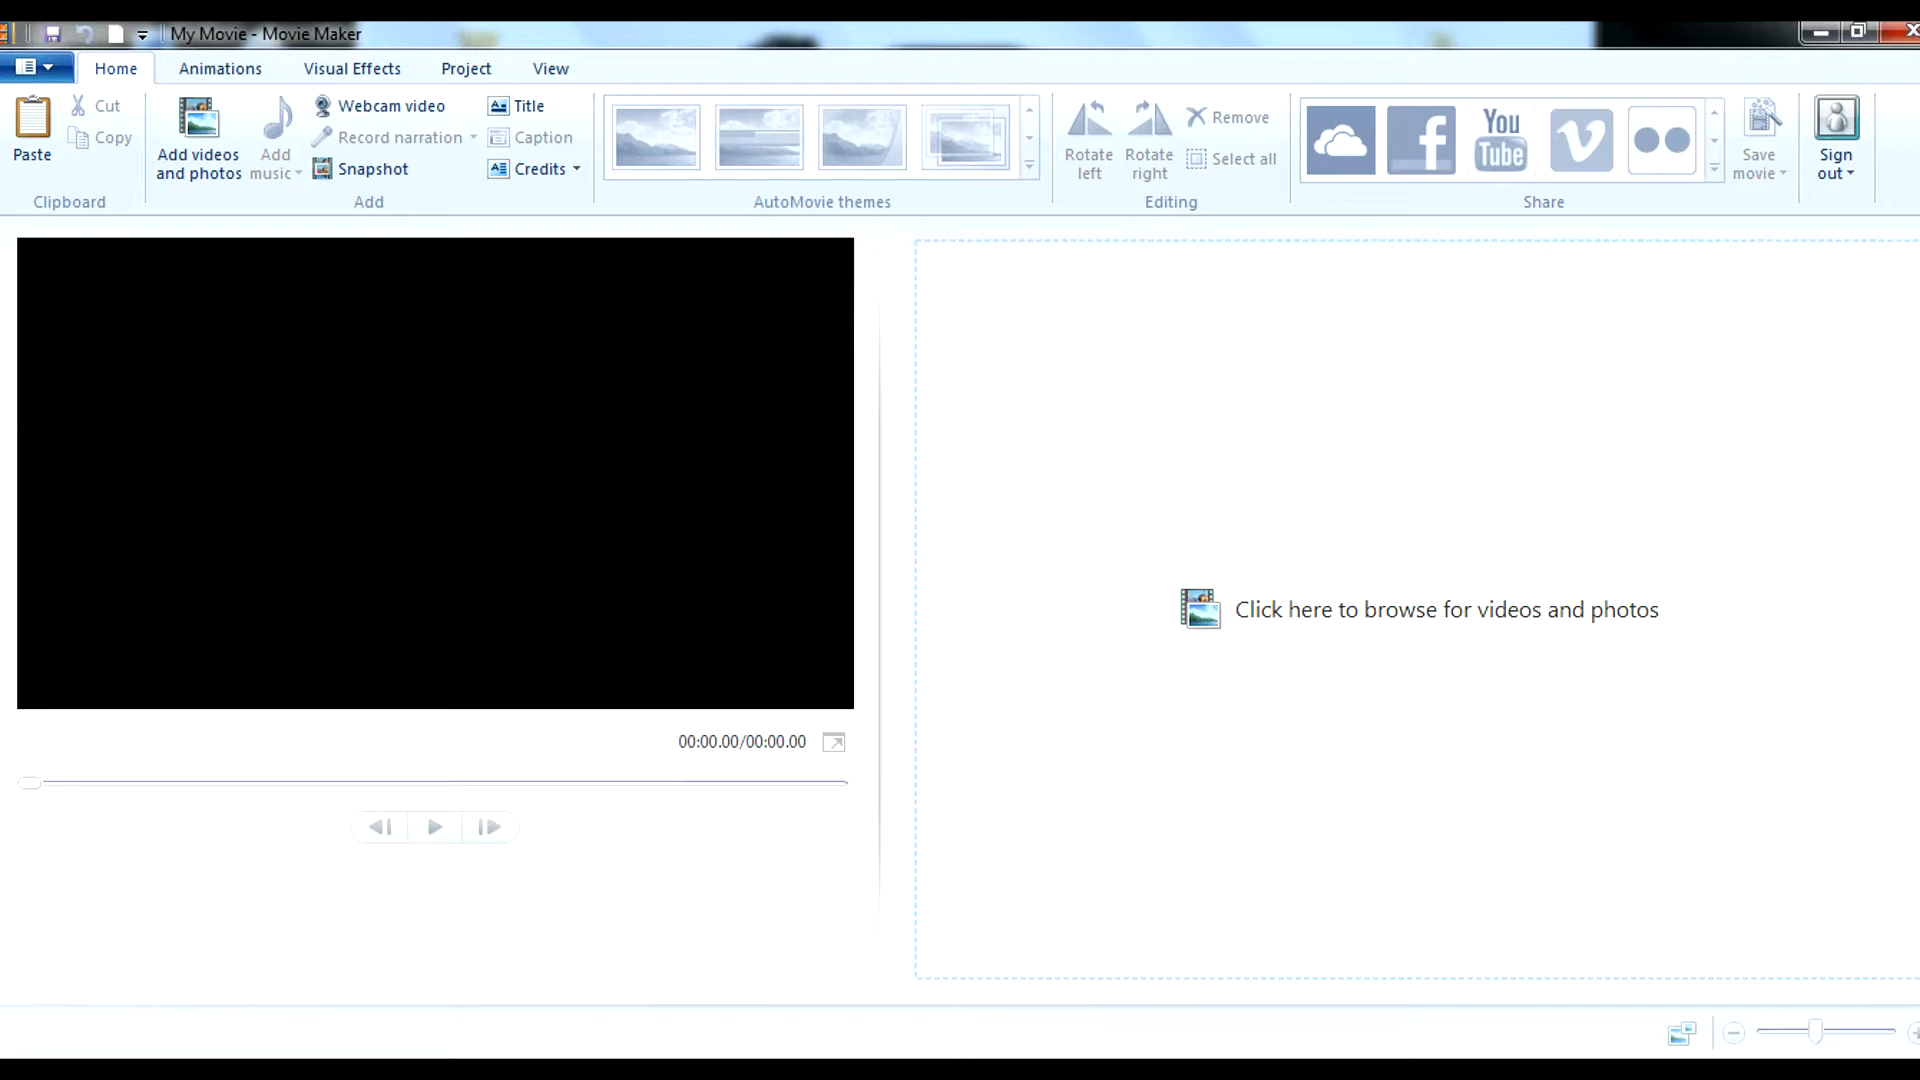 My Movie - Movie Maker
Home Animations Visual Effects Project View
Paste
Cut
Copy
Clipboard
Add videos
and photos
Add
music
Webcam video
Record narration
Snapshot
Title
Caption
Credits
Add
AutoMovie themes
Rotate
left
Rotate
right
Remove
Select all
Editing
You
Tube
Share
Save
movie
Sign
out
Click here to browse for videos and photos
00:00.00/00:00.00